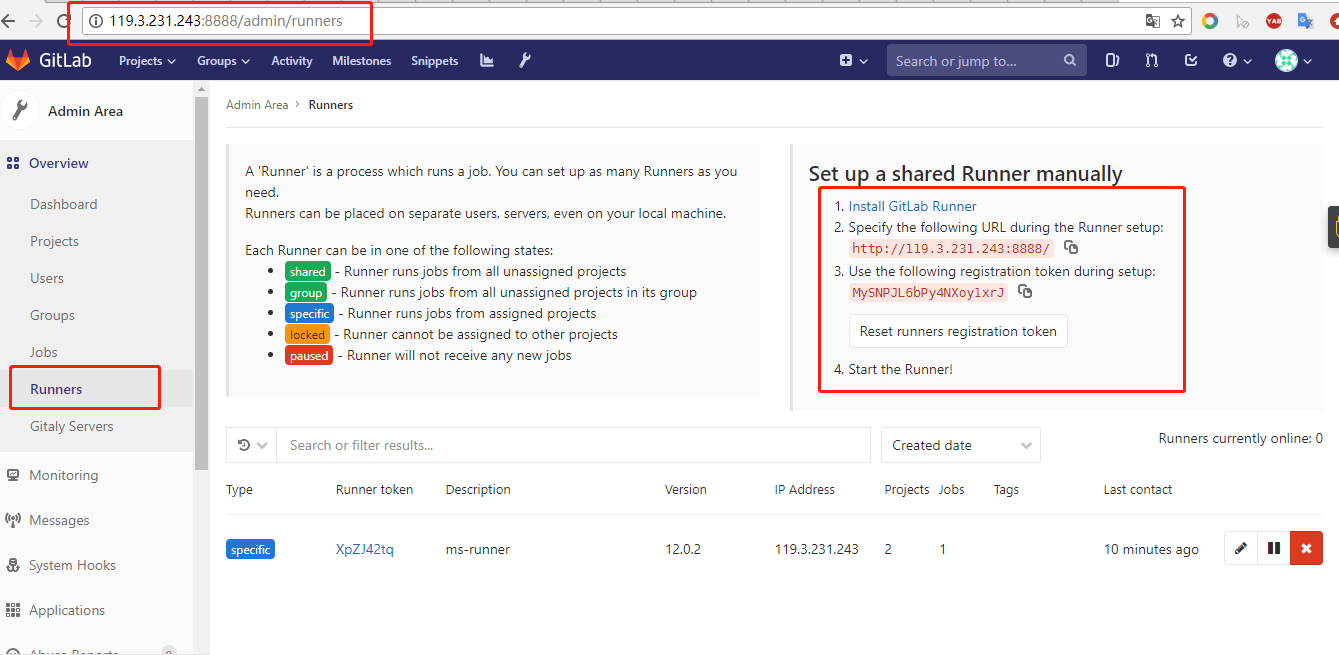 119.3.231.243:8888/admin/runners
YAB
GitLab
Projects
Groups
Activity
Milestones
Snippets
Search or jump to...
Admin Area
Overview
Dashboard
Projects
Users
Groups
Jobs
Runners
Gitaly Servers
Monitoring
Messages
System Hooks
Applications
Abuse Reports
Admin Area > Runners
A 'Runner' is a process which runs a job. You can set up as many Runners as you
need.
Runners can be placed on separate users, servers, even on your local machine.
Each Runner can be in one of the following states:
shared - Runner runs jobs from all unassigned projects
group - Runner runs jobs from all unassigned projects in its group
specific - Runner runs jobs from assigned projects
locked - Runner cannot be assigned to other projects
paused - Runner will not receive any new jobs
Set up a shared Runner manually
1. Install GitLab Runner
2. Specify the following URL during the Runner setup:
http://119.3.231.243:8888/
3. Use the following registration token during setup:
MySNPJL6bPy4NXoy1xrJ
Reset runners registration token
4. Start the Runner!
Search or filter results...
Created date
Runners currently online: 0
Type Runner token Description Version IP Address Projects Jobs Tags Last contact
specific XpZJ42tq ms-runner 12.0.2 119.3.231.243 2 1 10 minutes ago